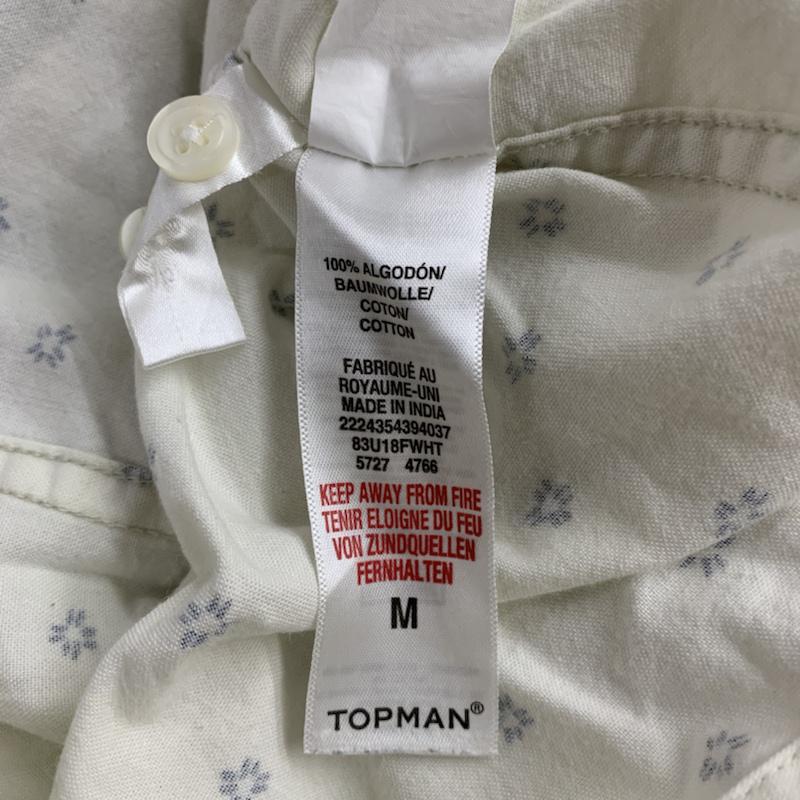 100% ALGODÓN/
BAUMWOLLE/
COTON/
COTTON
FABRIQUÉ AU
ROYAUME-UNI
MADE IN INDIA
2224354394037
83U18FWHT
5727 4766
KEEP AWAY FROM FIRE
TENIR ELOIGNE DU FEU
VON ZUNDQUELLEN
FERNHALTEN
M
TOPMAN®